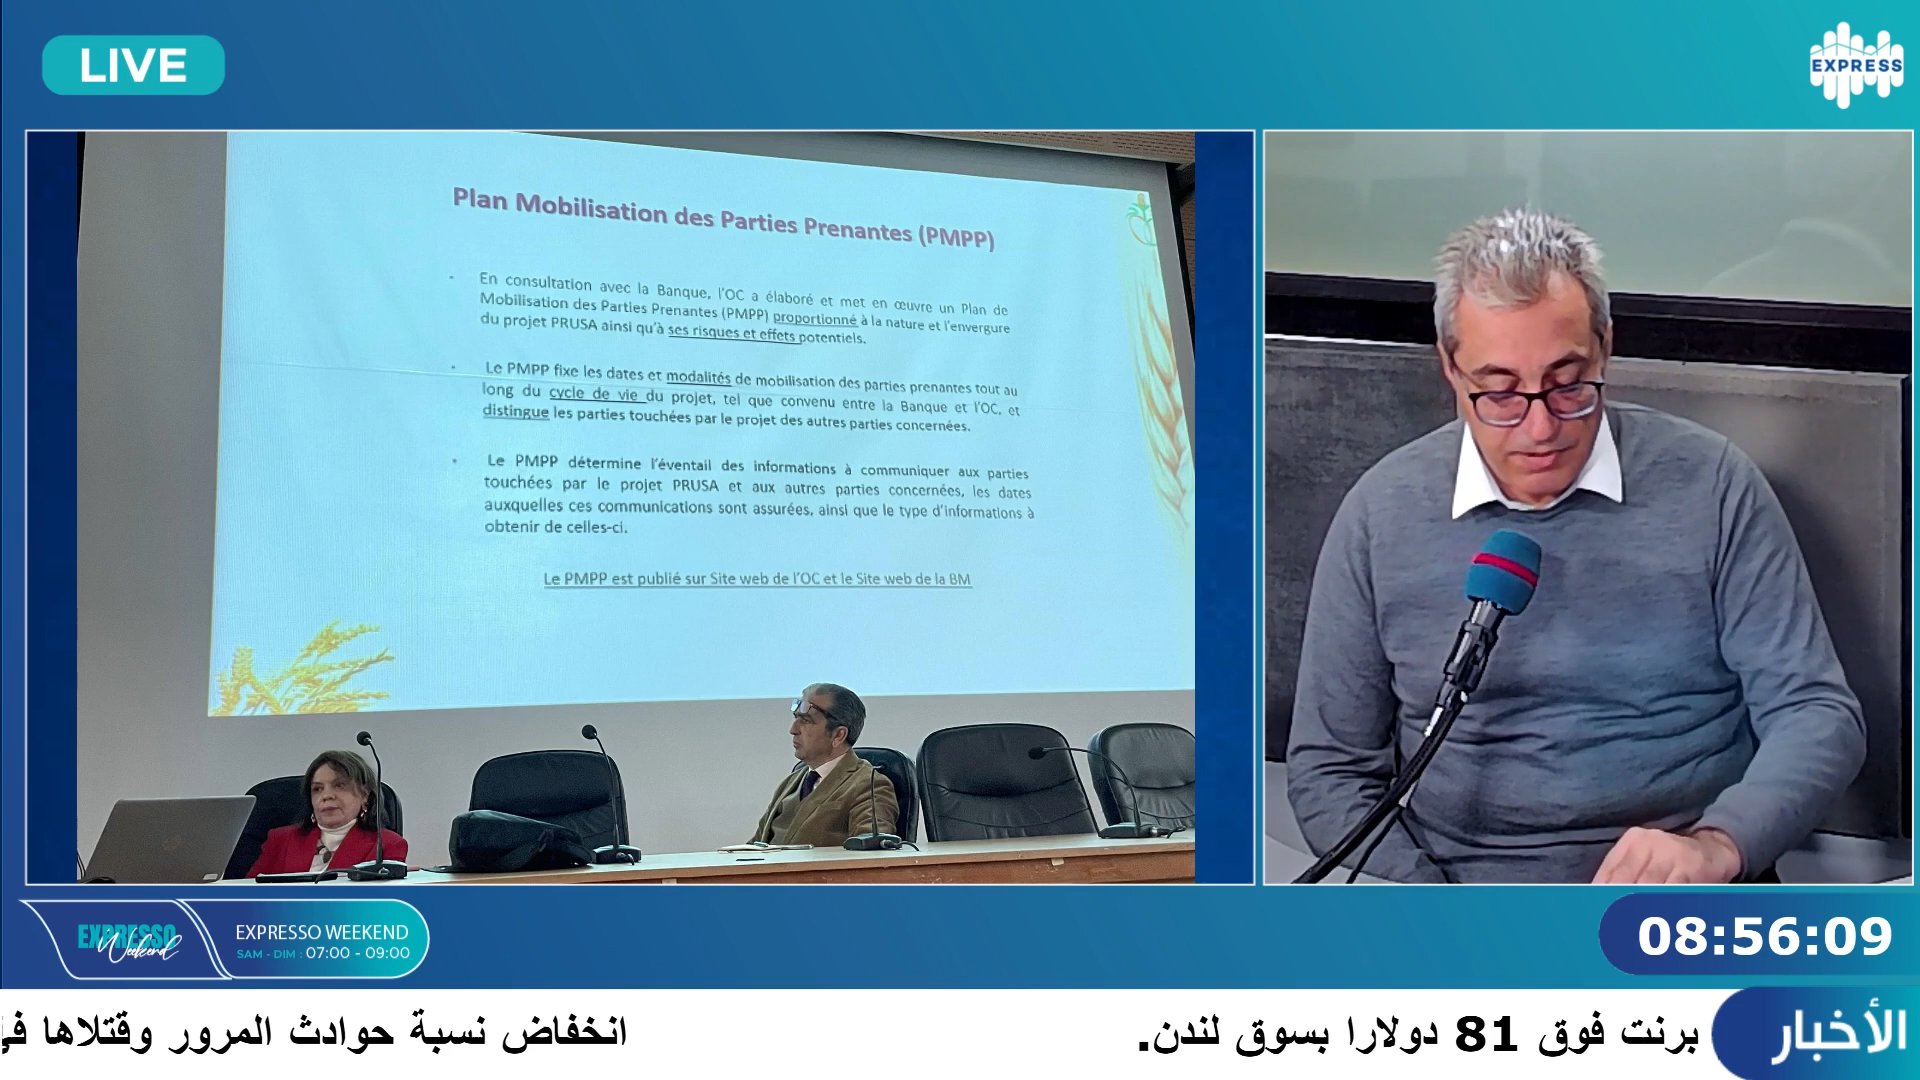 LIVE
EXPRESS
Plan Mobilisation des Parties Prenantes (PMPP)
- En consultation avec la Banque, l'OC a élaboré et met en œuvre un Plan de
Mobilisation des Parties Prenantes (PMPP) proportionné à la nature et l'envergure
du projet PRUSA ainsi qu'à ses risques et effets potentiels.
- Le PMPP fixe les dates et modalités de mobilisation des parties prenantes tout au
long du cycle de vie du projet, tel que convenu entre la Banque et l'OC, et
distingue les parties touchées par le projet des autres parties concernées.
- Le PMPP détermine l'éventail des informations à communiquer aux parties
touchées par le projet PRUSA et aux autres parties concernées, les dates
auxquelles ces communications sont assurées, ainsi que le type d'informations à
obtenir de celles-ci.
Le PMPP est publié sur Site web de l'OC et le Site web de la BM
EXPRESSO
Weekend
EXPRESSO WEEKEND
SAM - DIM : 07:00 - 09:00
08:56:09
الأخبار
برنت فوق 81 دولارا بسوق لندن.
انخفاض نسبة حوادث المرور وقتلاها في